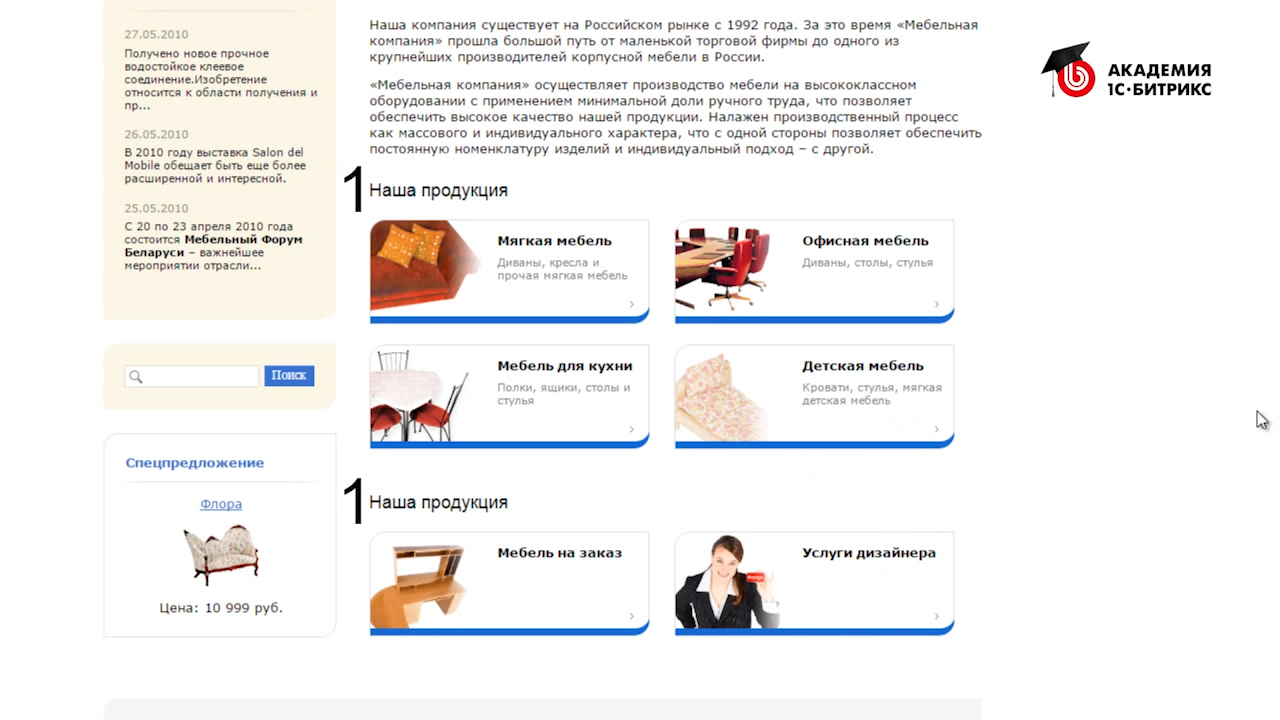 27.05.2010
Получено новое прочное
водостойкое клеевое
соединение.Изобретение
относится к области получения и
пр...
26.05.2010
В 2010 году выставка Salon del
Mobile обещает быть еще более
расширенной и интересной.
25.05.2010
С 20 по 23 апреля 2010 года
состоится Мебельный Форум
Беларуси – важнейшее
мероприятии отрасли...
Поиск
Спецпредложение
Флора
Цена: 10 999 руб.
Наша компания существует на Российском рынке с 1992 года. За это время «Мебельная
компания» прошла большой путь от маленькой торговой фирмы до одного из
крупнейших производителей корпусной мебели в России.
«Мебельная компания» осуществляет производство мебели на высококлассном
оборудовании с применением минимальной доли ручного труда, что позволяет
обеспечить высокое качество нашей продукции. Налажен производственный процесс
как массового и индивидуального характера, что с одной стороны позволяет обеспечить
постоянную номенклатуру изделий и индивидуальный подход – с другой.
1 Наша продукция
Мягкая мебель
Диваны, кресла и
прочая мягкая мебель
Офисная мебель
Диваны, столы, стулья
Мебель для кухни
Полки, ящики, столы и
стулья
Детская мебель
Кровати, стулья, мягкая
детская мебель
1 Наша продукция
Мебель на заказ
Услуги дизайнера
АКАДЕМИЯ
1С·БИТРИКС